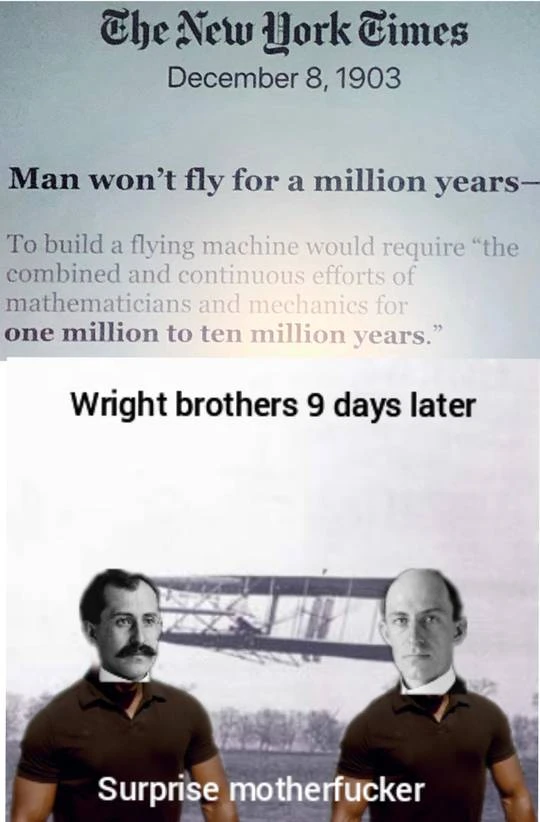 The New York Times
December 8, 1903
Man won't fly for a million years—
To build a flying machine would require “the
combined and continuous efforts of
mathematicians and mechanics for
one million to ten million years.”
Wright brothers 9 days later
Surprise motherfucker